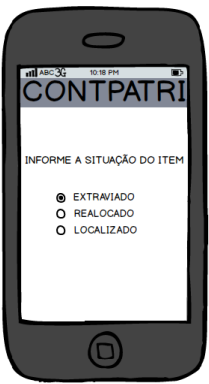 ABC 3G 10:18 PM
CONTPATRI
INFORME A SITUAÇÃO DO ITEM
EXTRAVIADO
REALOCADO
LOCALIZADO